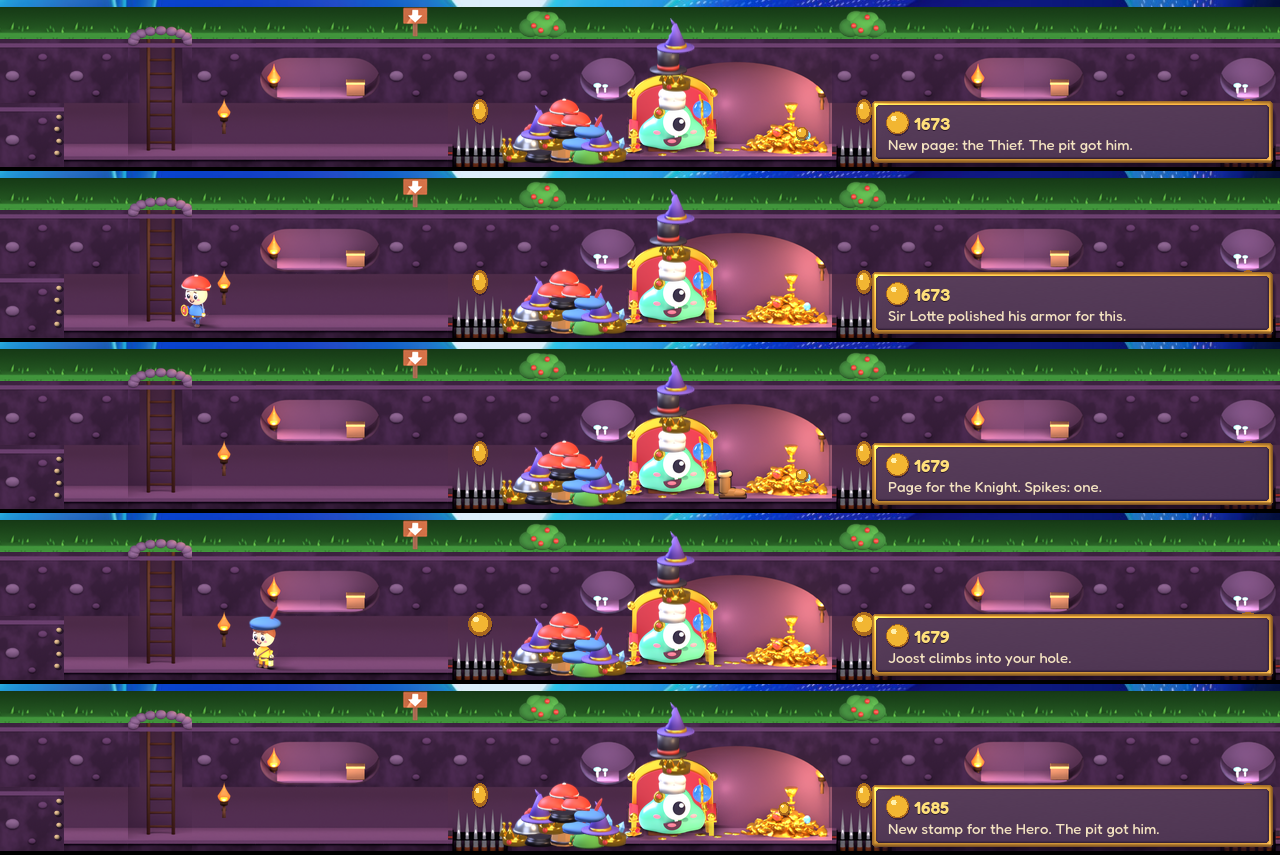 1673
New page: the Thief. The pit got him.
1673
Sir Lotte polished his armor for this.
1679
Page for the Knight. Spikes: one.
1679
Joost climbs into your hole.
1685
New stamp for the Hero. The pit got him.